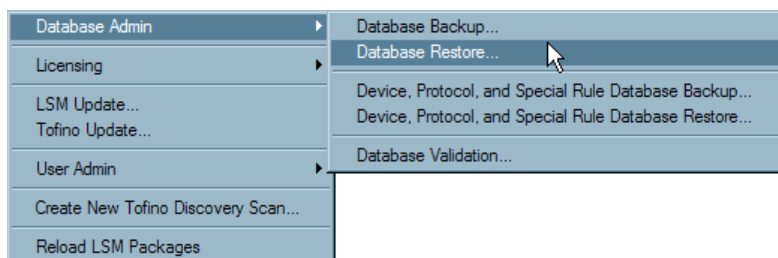 Database Admin
Licensing
LSM Update...
Tofino Update...
User Admin
Create New Tofino Discovery Scan...
Reload LSM Packages
Database Backup...
Database Restore...
Device, Protocol, and Special Rule Database Backup...
Device, Protocol, and Special Rule Database Restore...
Database Validation...